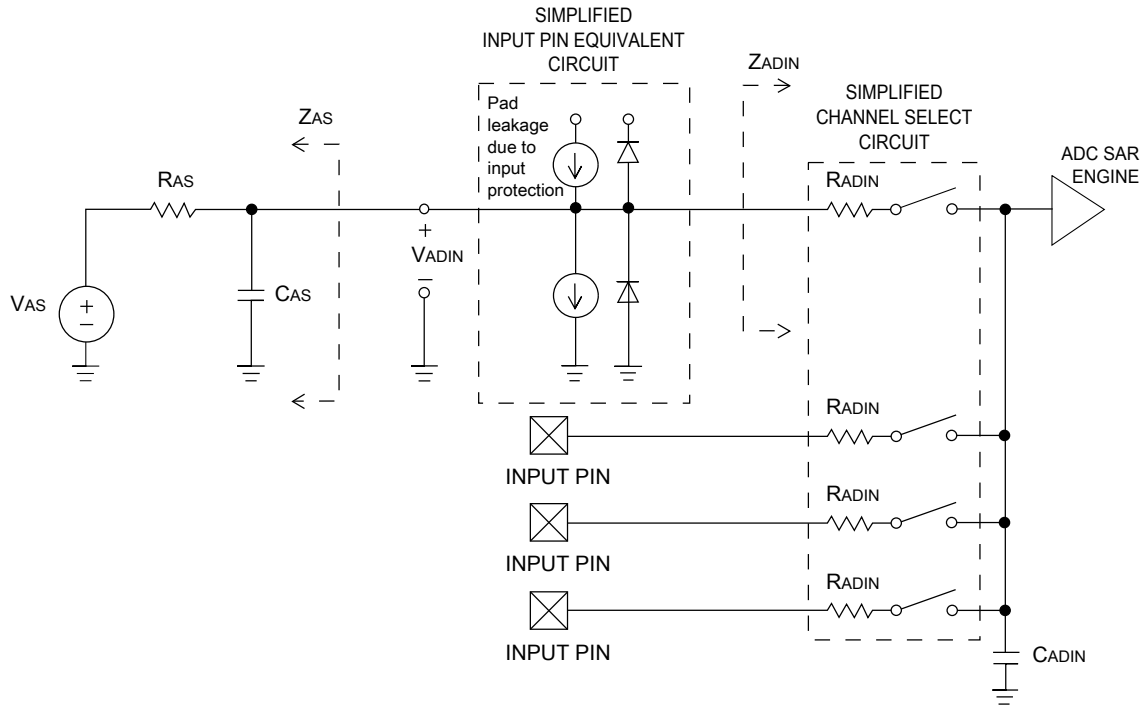 SIMPLIFIED
INPUT PIN EQUIVALENT
CIRCUIT
Pad
leakage
due to
input
protection
ZAS
ZADIN
SIMPLIFIED
CHANNEL SELECT
CIRCUIT
ADC SAR
ENGINE
RAS
RADIN
+
VADIN
–
VAS
+
–
CAS
RADIN
INPUT PIN
RADIN
INPUT PIN
RADIN
INPUT PIN
CADIN